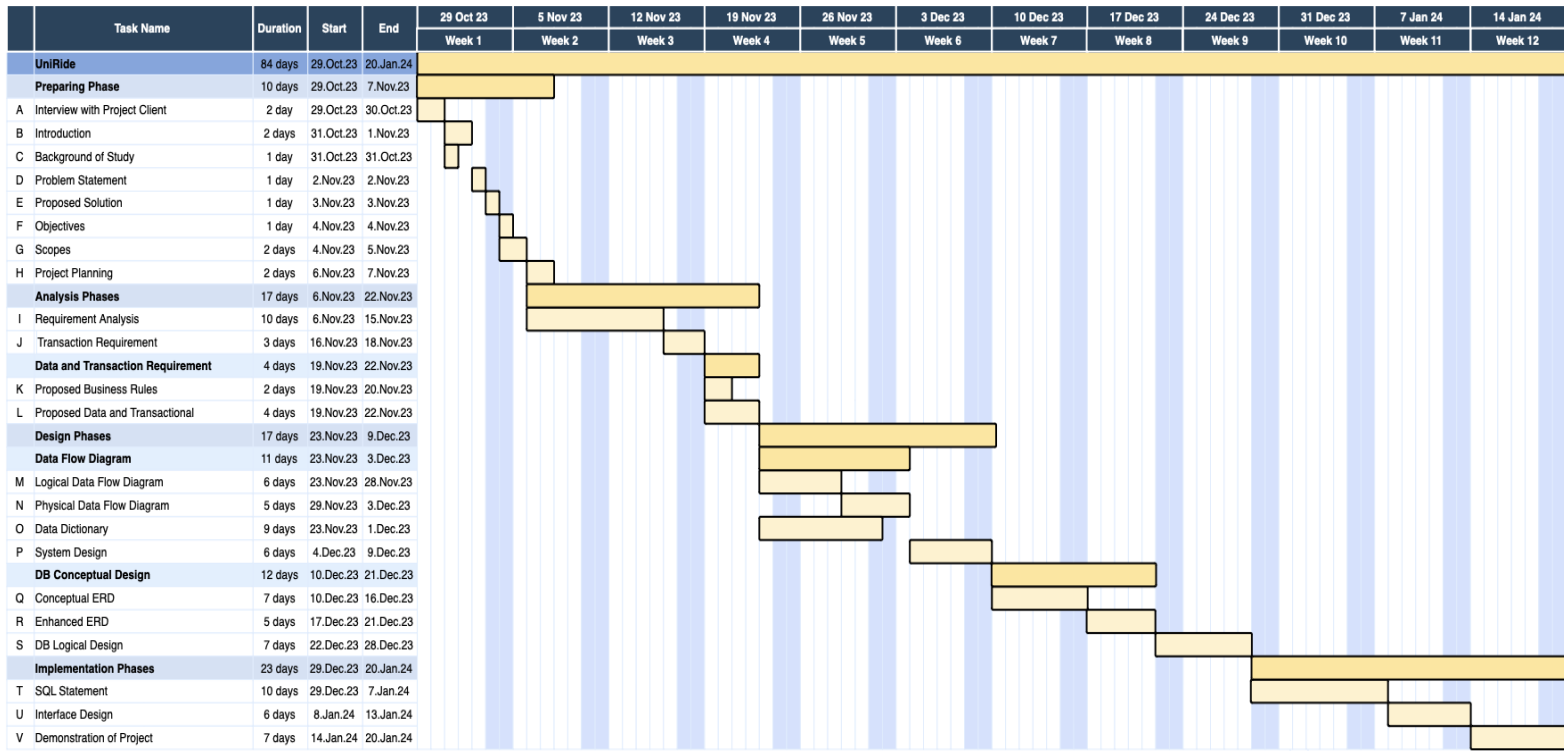 Task Name Duration Start End 29 Oct 23 5 Nov 23 12 Nov 23 19 Nov 23 26 Nov 23 3 Dec 23 10 Dec 23 17 Dec 23 24 Dec 23 31 Dec 23 7 Jan 24 14 Jan 24
Week 1 Week 2 Week 3 Week 4 Week 5 Week 6 Week 7 Week 8 Week 9 Week 10 Week 11 Week 12
UniRide 84 days 29.Oct.23 20.Jan.24
Preparing Phase 10 days 29.Oct.23 7.Nov.23
A Interview with Project Client 2 day 29.Oct.23 30.Oct.23
B Introduction 2 days 31.Oct.23 1.Nov.23
C Background of Study 1 day 31.Oct.23 31.Oct.23
D Problem Statement 1 day 2.Nov.23 2.Nov.23
E Proposed Solution 1 day 3.Nov.23 3.Nov.23
F Objectives 1 day 4.Nov.23 4.Nov.23
G Scopes 2 days 4.Nov.23 5.Nov.23
H Project Planning 2 days 6.Nov.23 7.Nov.23
Analysis Phases 17 days 6.Nov.23 22.Nov.23
I Requirement Analysis 10 days 6.Nov.23 15.Nov.23
J Transaction Requirement 3 days 16.Nov.23 18.Nov.23
Data and Transaction Requirement 4 days 19.Nov.23 22.Nov.23
K Proposed Business Rules 2 days 19.Nov.23 20.Nov.23
L Proposed Data and Transactional 4 days 19.Nov.23 22.Nov.23
Design Phases 17 days 23.Nov.23 9.Dec.23
Data Flow Diagram 11 days 23.Nov.23 3.Dec.23
M Logical Data Flow Diagram 6 days 23.Nov.23 28.Nov.23
N Physical Data Flow Diagram 5 days 29.Nov.23 3.Dec.23
O Data Dictionary 9 days 23.Nov.23 1.Dec.23
P System Design 6 days 4.Dec.23 9.Dec.23
DB Conceptual Design 12 days 10.Dec.23 21.Dec.23
Q Conceptual ERD 7 days 10.Dec.23 16.Dec.23
R Enhanced ERD 5 days 17.Dec.23 21.Dec.23
S DB Logical Design 7 days 22.Dec.23 28.Dec.23
Implementation Phases 23 days 29.Dec.23 20.Jan.24
T SQL Statement 10 days 29.Dec.23 7.Jan.24
U Interface Design 6 days 8.Jan.24 13.Jan.24
V Demonstration of Project 7 days 14.Jan.24 20.Jan.24